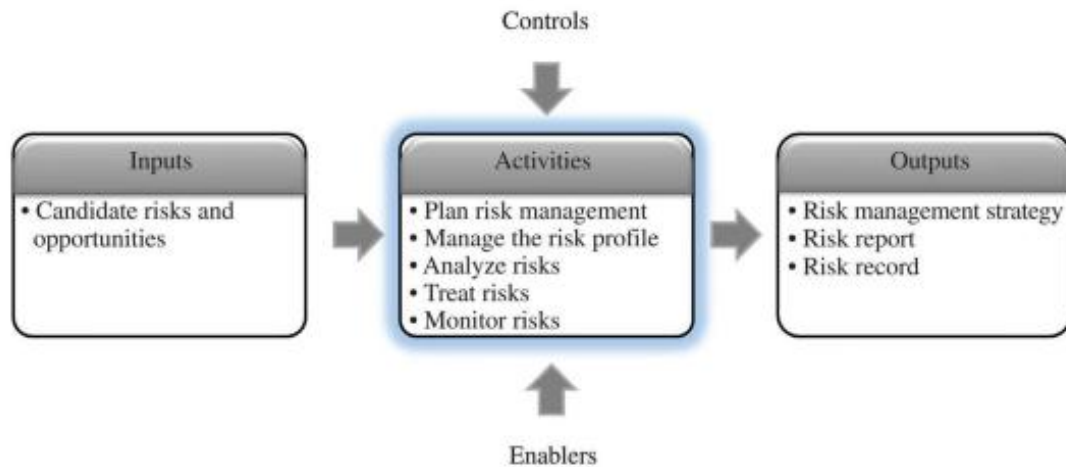 Controls
Inputs
• Candidate risks and
opportunities
Activities
• Plan risk management
• Manage the risk profile
• Analyze risks
• Treat risks
• Monitor risks
Outputs
• Risk management strategy
• Risk report
• Risk record
Enablers